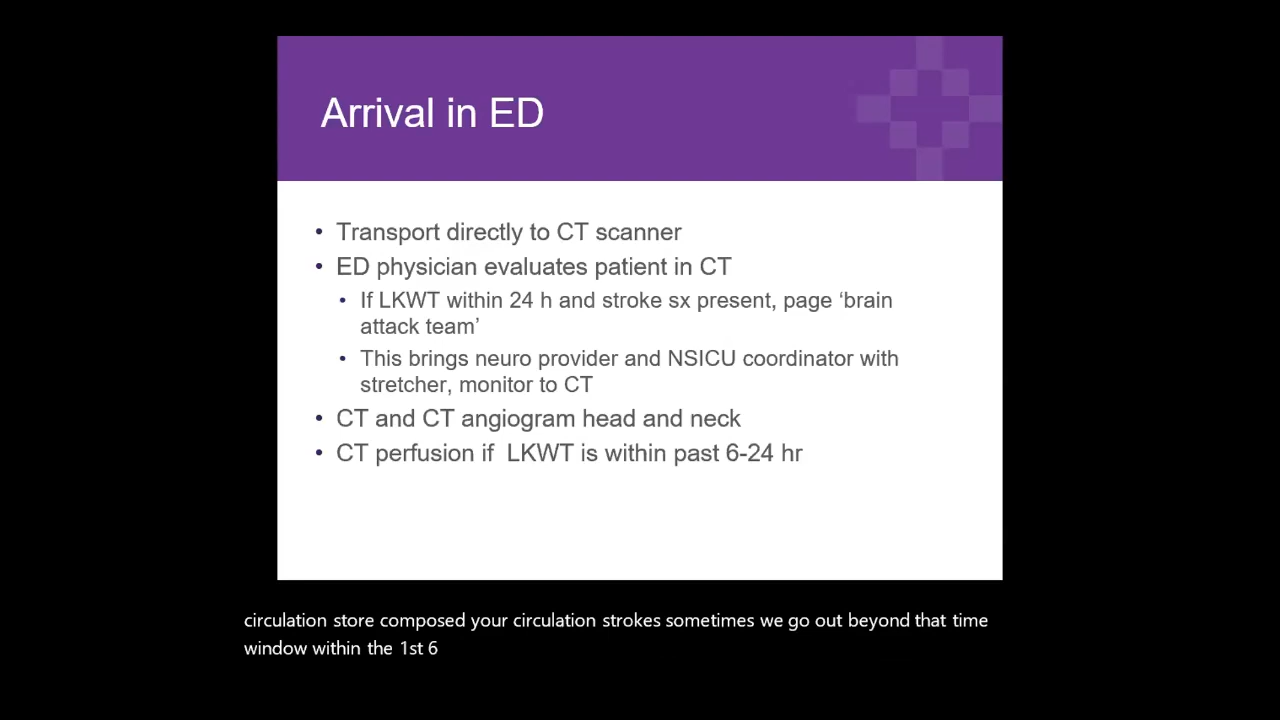 Arrival in ED
• Transport directly to CT scanner
• ED physician evaluates patient in CT
• If LKWT within 24 h and stroke sx present, page ‘brain
attack team’
• This brings neuro provider and NSICU coordinator with
stretcher, monitor to CT
• CT and CT angiogram head and neck
• CT perfusion if  LKWT is within past 6-24 hr
circulation store composed your circulation strokes sometimes we go out beyond that time
window within the 1st 6